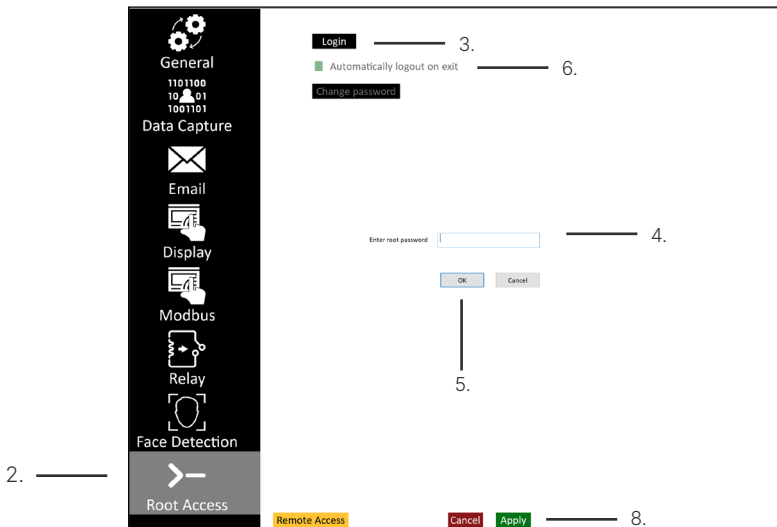 General
1101100
10 01
1001101
Data Capture
Email
Display
Modbus
Relay
Face Detection
2.
Root Access
Login
3.
Automatically logout on exit
6.
Change password
Enter root password
4.
OK
Cancel
5.
Remote Access
Cancel
Apply
8.